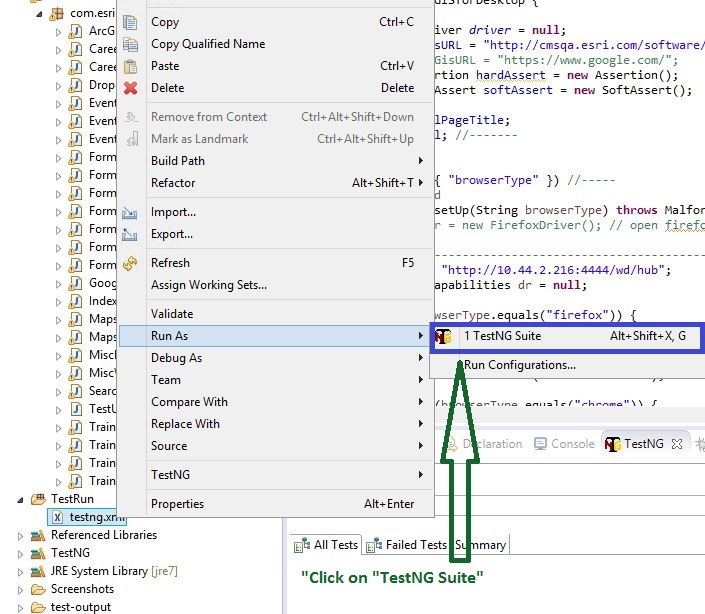 com.esri
ArcG
Caree
Caree
Drop
Event
Event
Event
Form
Form
Form
Form
Form
Form
Goog
Index
Maps
Maps
Miscl
MiscV
Searc
TestU
Train
Train
Train
Train
TestRun
testng.xml
Referenced Libraries
TestNG
JRE System Library [jre7]
Screenshots
test-output
Copy Ctrl+C
Copy Qualified Name
Paste Ctrl+V
Delete Delete
Remove from Context Ctrl+Alt+Shift+Down
Mark as Landmark Ctrl+Alt+Shift+Up
Build Path
Refactor Alt+Shift+T
Import...
Export...
Refresh F5
Assign Working Sets...
Validate
Run As
Debug As
Team
Compare With
Replace With
Source
TestNG
Properties Alt+Enter
1 TestNG Suite Alt+Shift+X, G
Run Configurations...
GISforDesktop {
iver driver = null;
sURL = "http://cmsqa.esri.com/software/
GisURL = "https://www.google.com/";
ertion hardAssert = new Assertion();
Assert softAssert = new SoftAssert();
lPageTitle;
l; //-------
{ "browserType" }) //-----
d
setUp(String browserType) throws Malfor
r = new FirefoxDriver(); // open firefo
-----------------------------------
"http://10.44.2.216:4444/wd/hub";
apabilities dr = null;
wserType.equals("firefox")) {
(browserType.equals("chrome")) {
Declaration Console TestNG
All Tests Failed Tests Summary
"Click on "TestNG Suite"